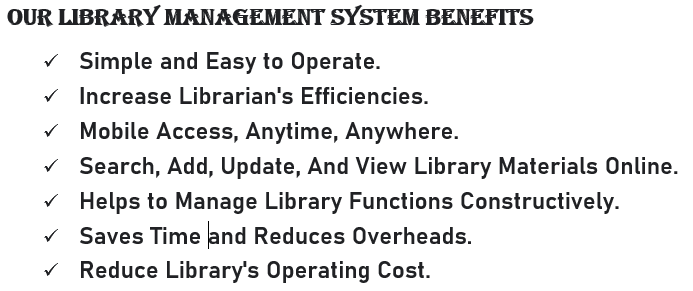 OUR LIBRARY MANAGEMENT SYSTEM BENEFITS
✓ Simple and Easy to Operate.
✓ Increase Librarian's Efficiencies.
✓ Mobile Access, Anytime, Anywhere.
✓ Search, Add, Update, And View Library Materials Online.
✓ Helps to Manage Library Functions Constructively.
✓ Saves Time and Reduces Overheads.
✓ Reduce Library's Operating Cost.